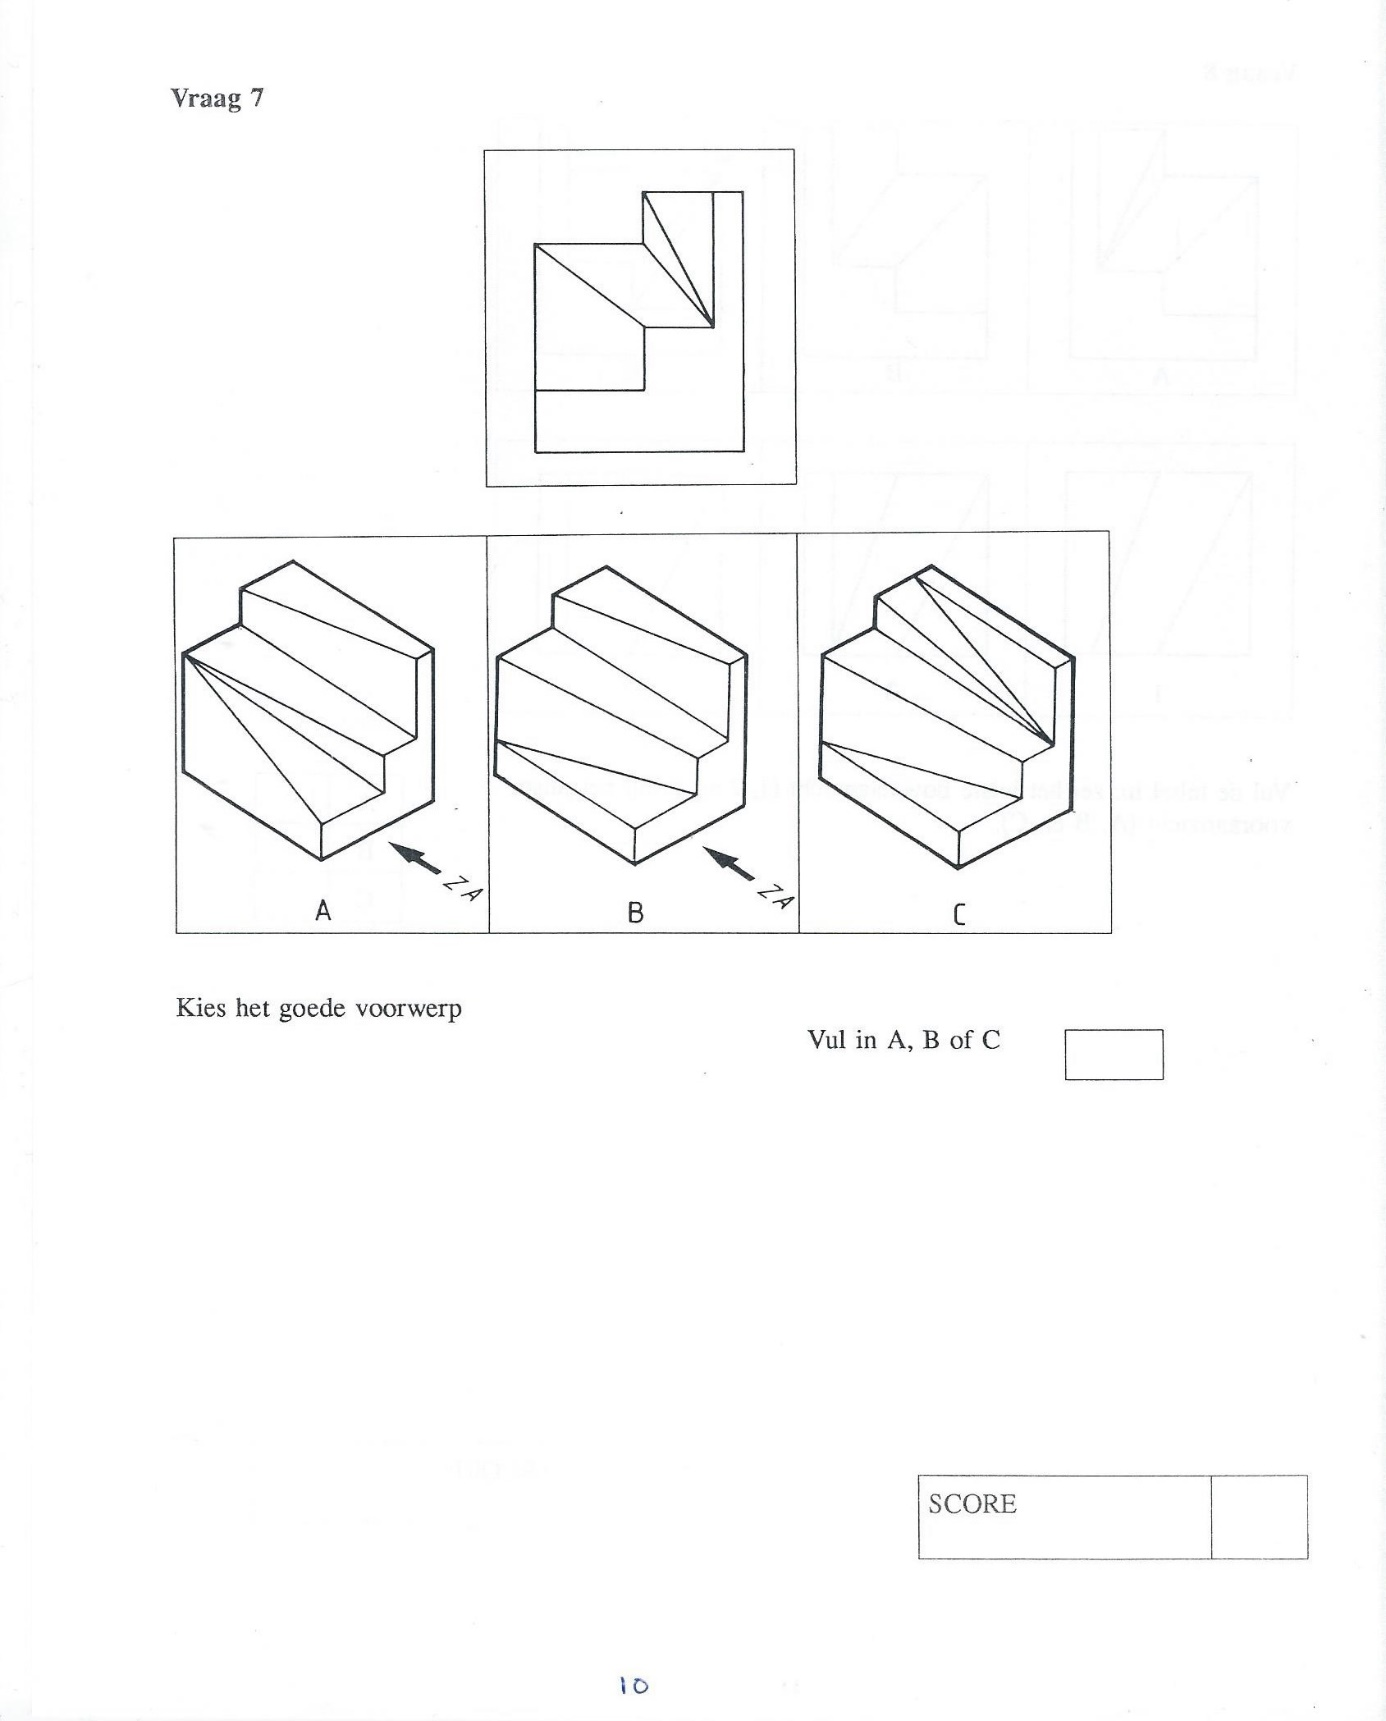 Vraag 7
ZA
ZA
A
B
C
Kies het goede voorwerp
Vul in A, B of C
SCORE
10